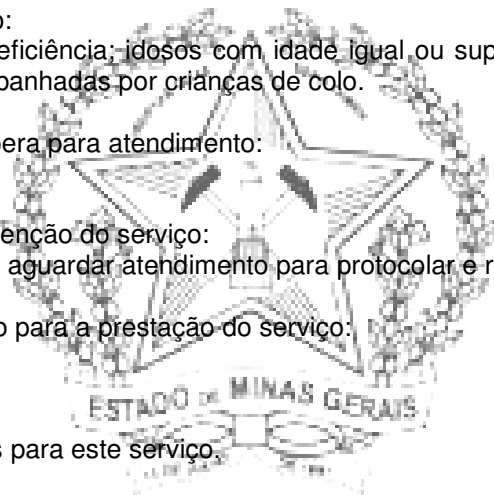 o:
eficiência; idosos com idade igual ou sup
panhadas por crianças de colo.
pera para atendimento:
enção do serviço:
aguardar atendimento para protocolar e r
o para a prestação do serviço:
ESTADO DE MINAS GERAIS
s para este serviço.